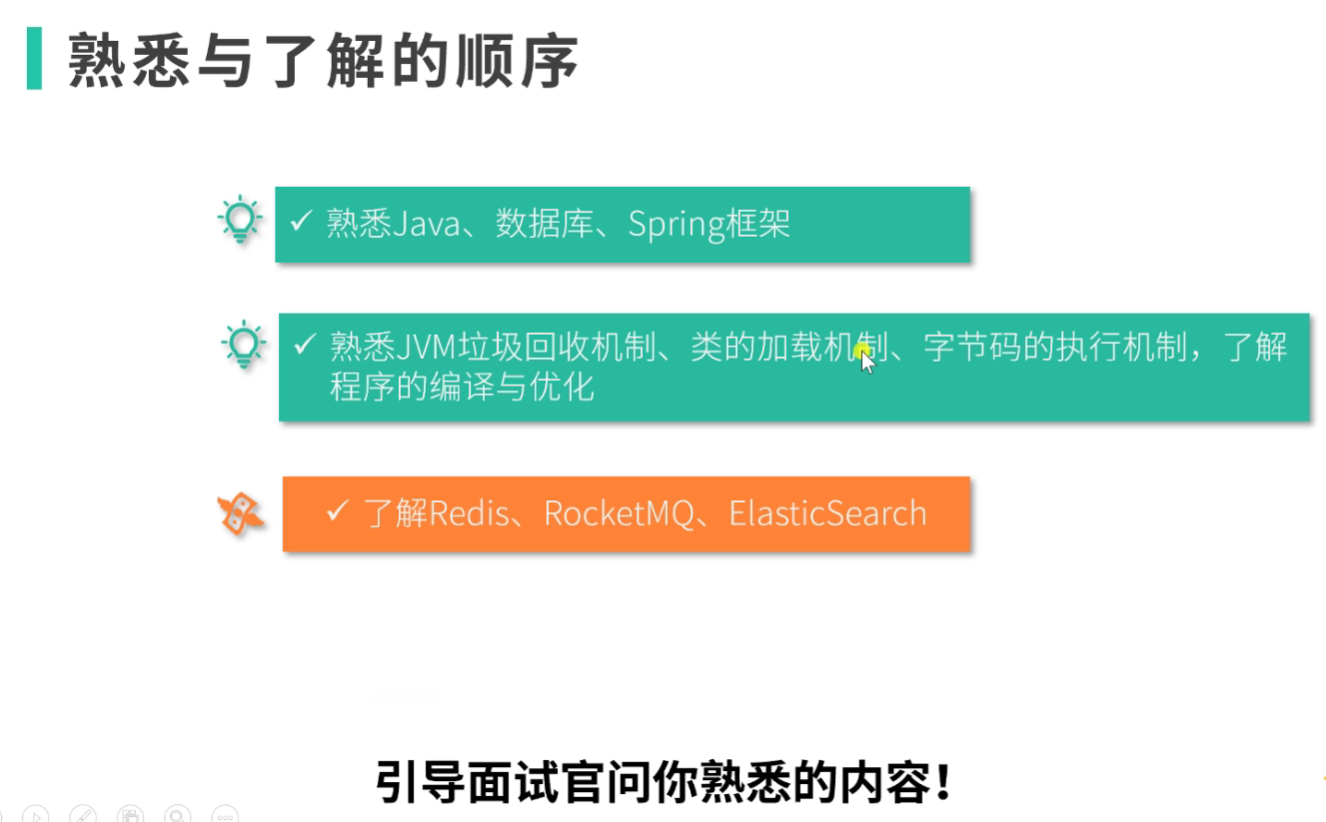 熟悉与了解的顺序
✓ 熟悉Java、数据库、Spring框架
✓ 熟悉JVM垃圾回收机制、类的加载机制、字节码的执行机制，了解
程序的编译与优化
✓ 了解Redis、RocketMQ、ElasticSearch
引导面试官问你熟悉的内容！